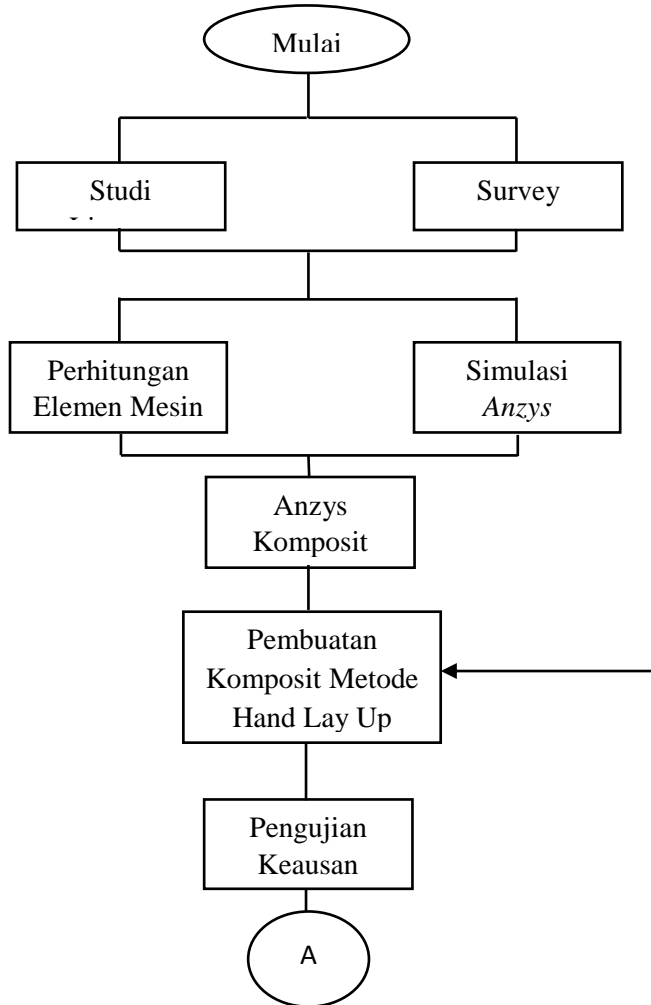 Mulai
Studi
Survey
Perhitungan
Elemen Mesin
Simulasi
Anzys
Anzys
Komposit
Pembuatan
Komposit Metode
Hand Lay Up
Pengujian
Keausan
A